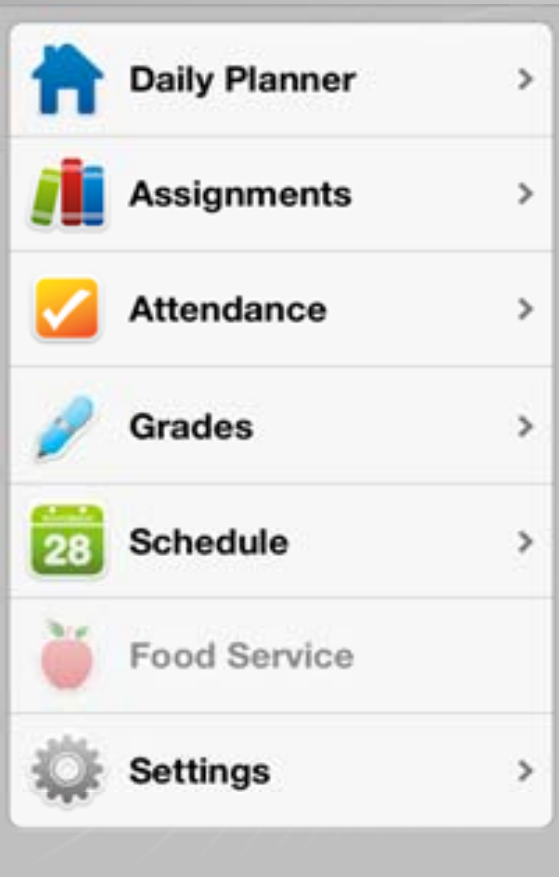 Daily Planner
Assignments
Attendance
Grades
28
Schedule
Food Service
Settings